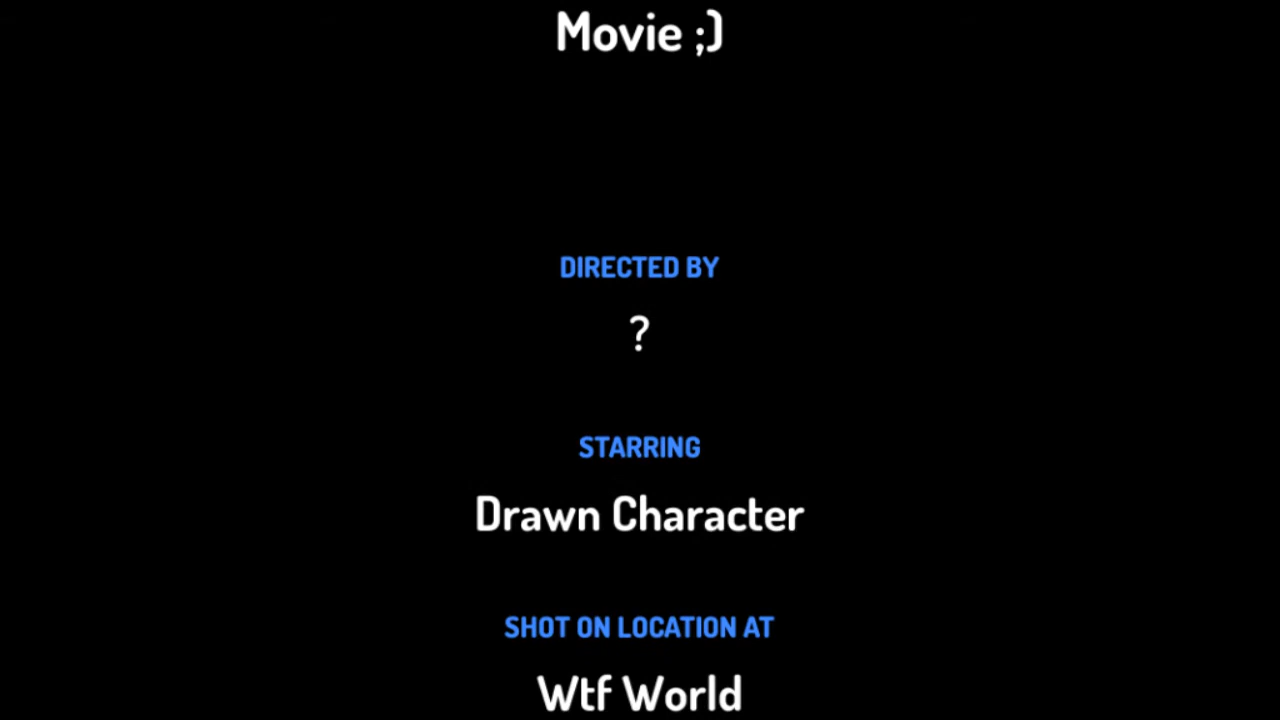 Movie ;)
DIRECTED BY
?
STARRING
Drawn Character
SHOT ON LOCATION AT
Wtf World